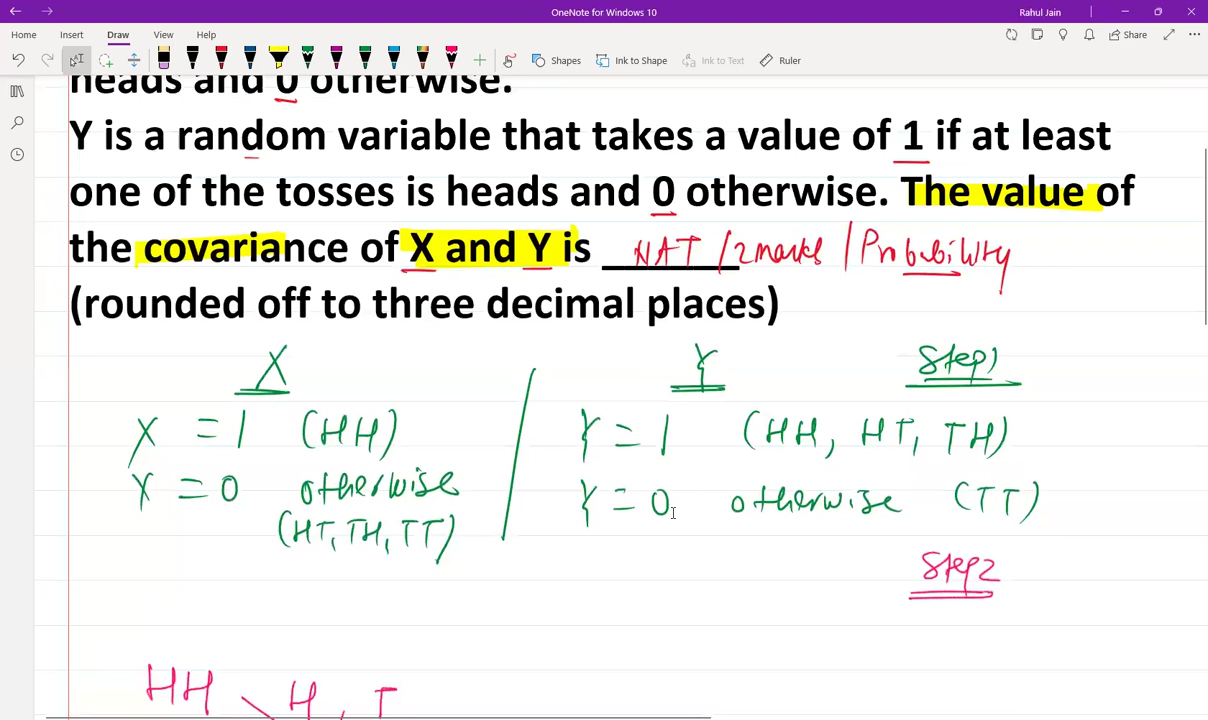 OneNote for Windows 10
Rahul Jain
Home Insert Draw View Help
Share
Shapes Ink to Shape Ink to Text Ruler
heads and 0 otherwise.
Y is a random variable that takes a value of 1 if at least
one of the tosses is heads and 0 otherwise. The value of
the covariance of X and Y is ________ NAT / 2 marks / Probability
(rounded off to three decimal places)
X Y Step1
X = 1 (HH) Y = 1 (HH, HT, TH)
X = 0 otherwise Y = 0 otherwise (TT)
(HT, TH, TT)
Step2
HH H, T